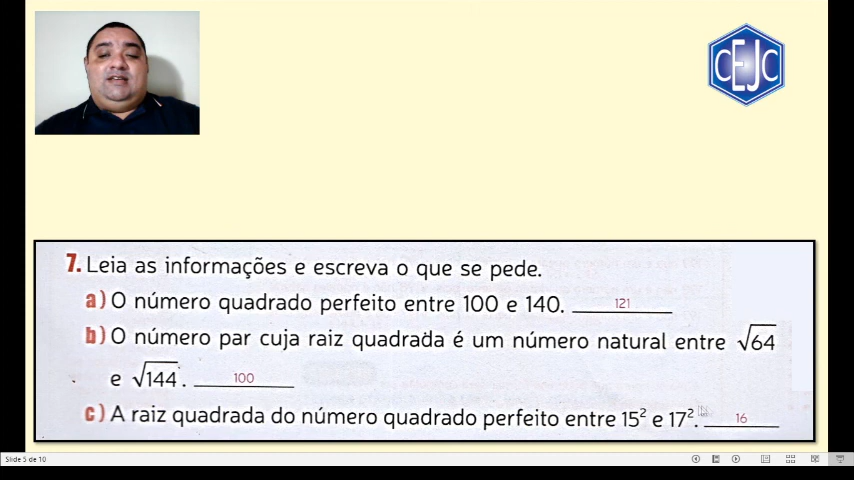 CEJC
7. Leia as informações e escreva o que se pede.
a) O número quadrado perfeito entre 100 e 140. 121
b) O número par cuja raiz quadrada é um número natural entre √64
e √144. 100
c) A raiz quadrada do número quadrado perfeito entre 15² e 17². 16
Slide 5 de 10